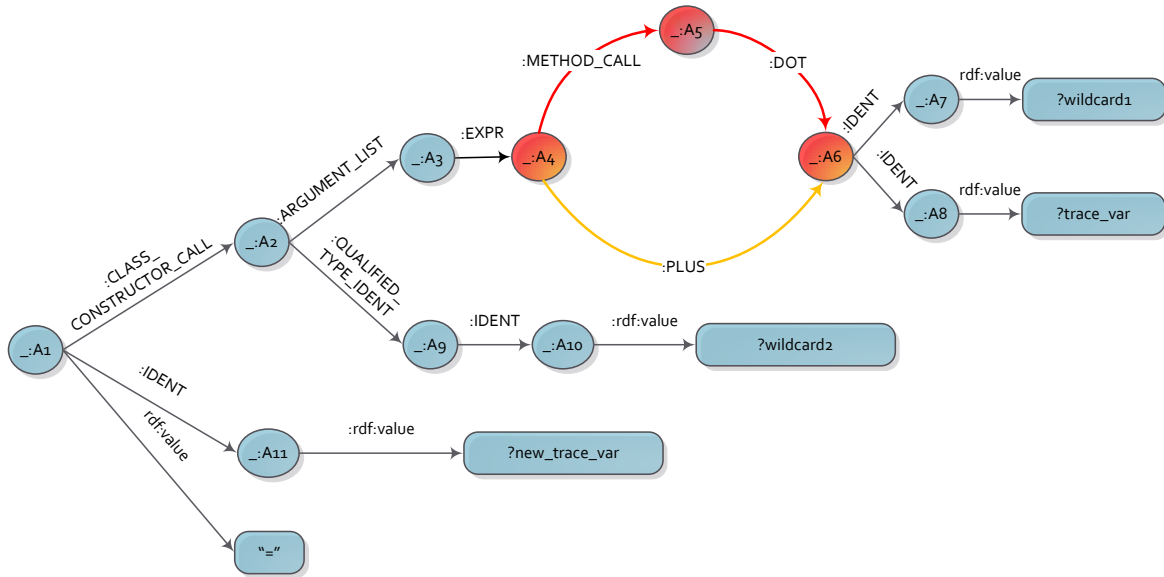 _:A5
:METHOD_CALL
:DOT
rdf:value
_:A7
?wildcard1
:IDENT
:EXPR
_:A3
_:A4
_:A6
:ARGUMENT_LIST
:IDENT
rdf:value
_:A8
?trace_var
_:A2
:CLASS_
CONSTRUCTOR_CALL
:QUALIFIED_
TYPE_IDENT
:PLUS
:IDENT
:rdf:value
_:A1
_:A9
_:A10
?wildcard2
:IDENT
rdf:value
:rdf:value
_:A11
?new_trace_var
“=”